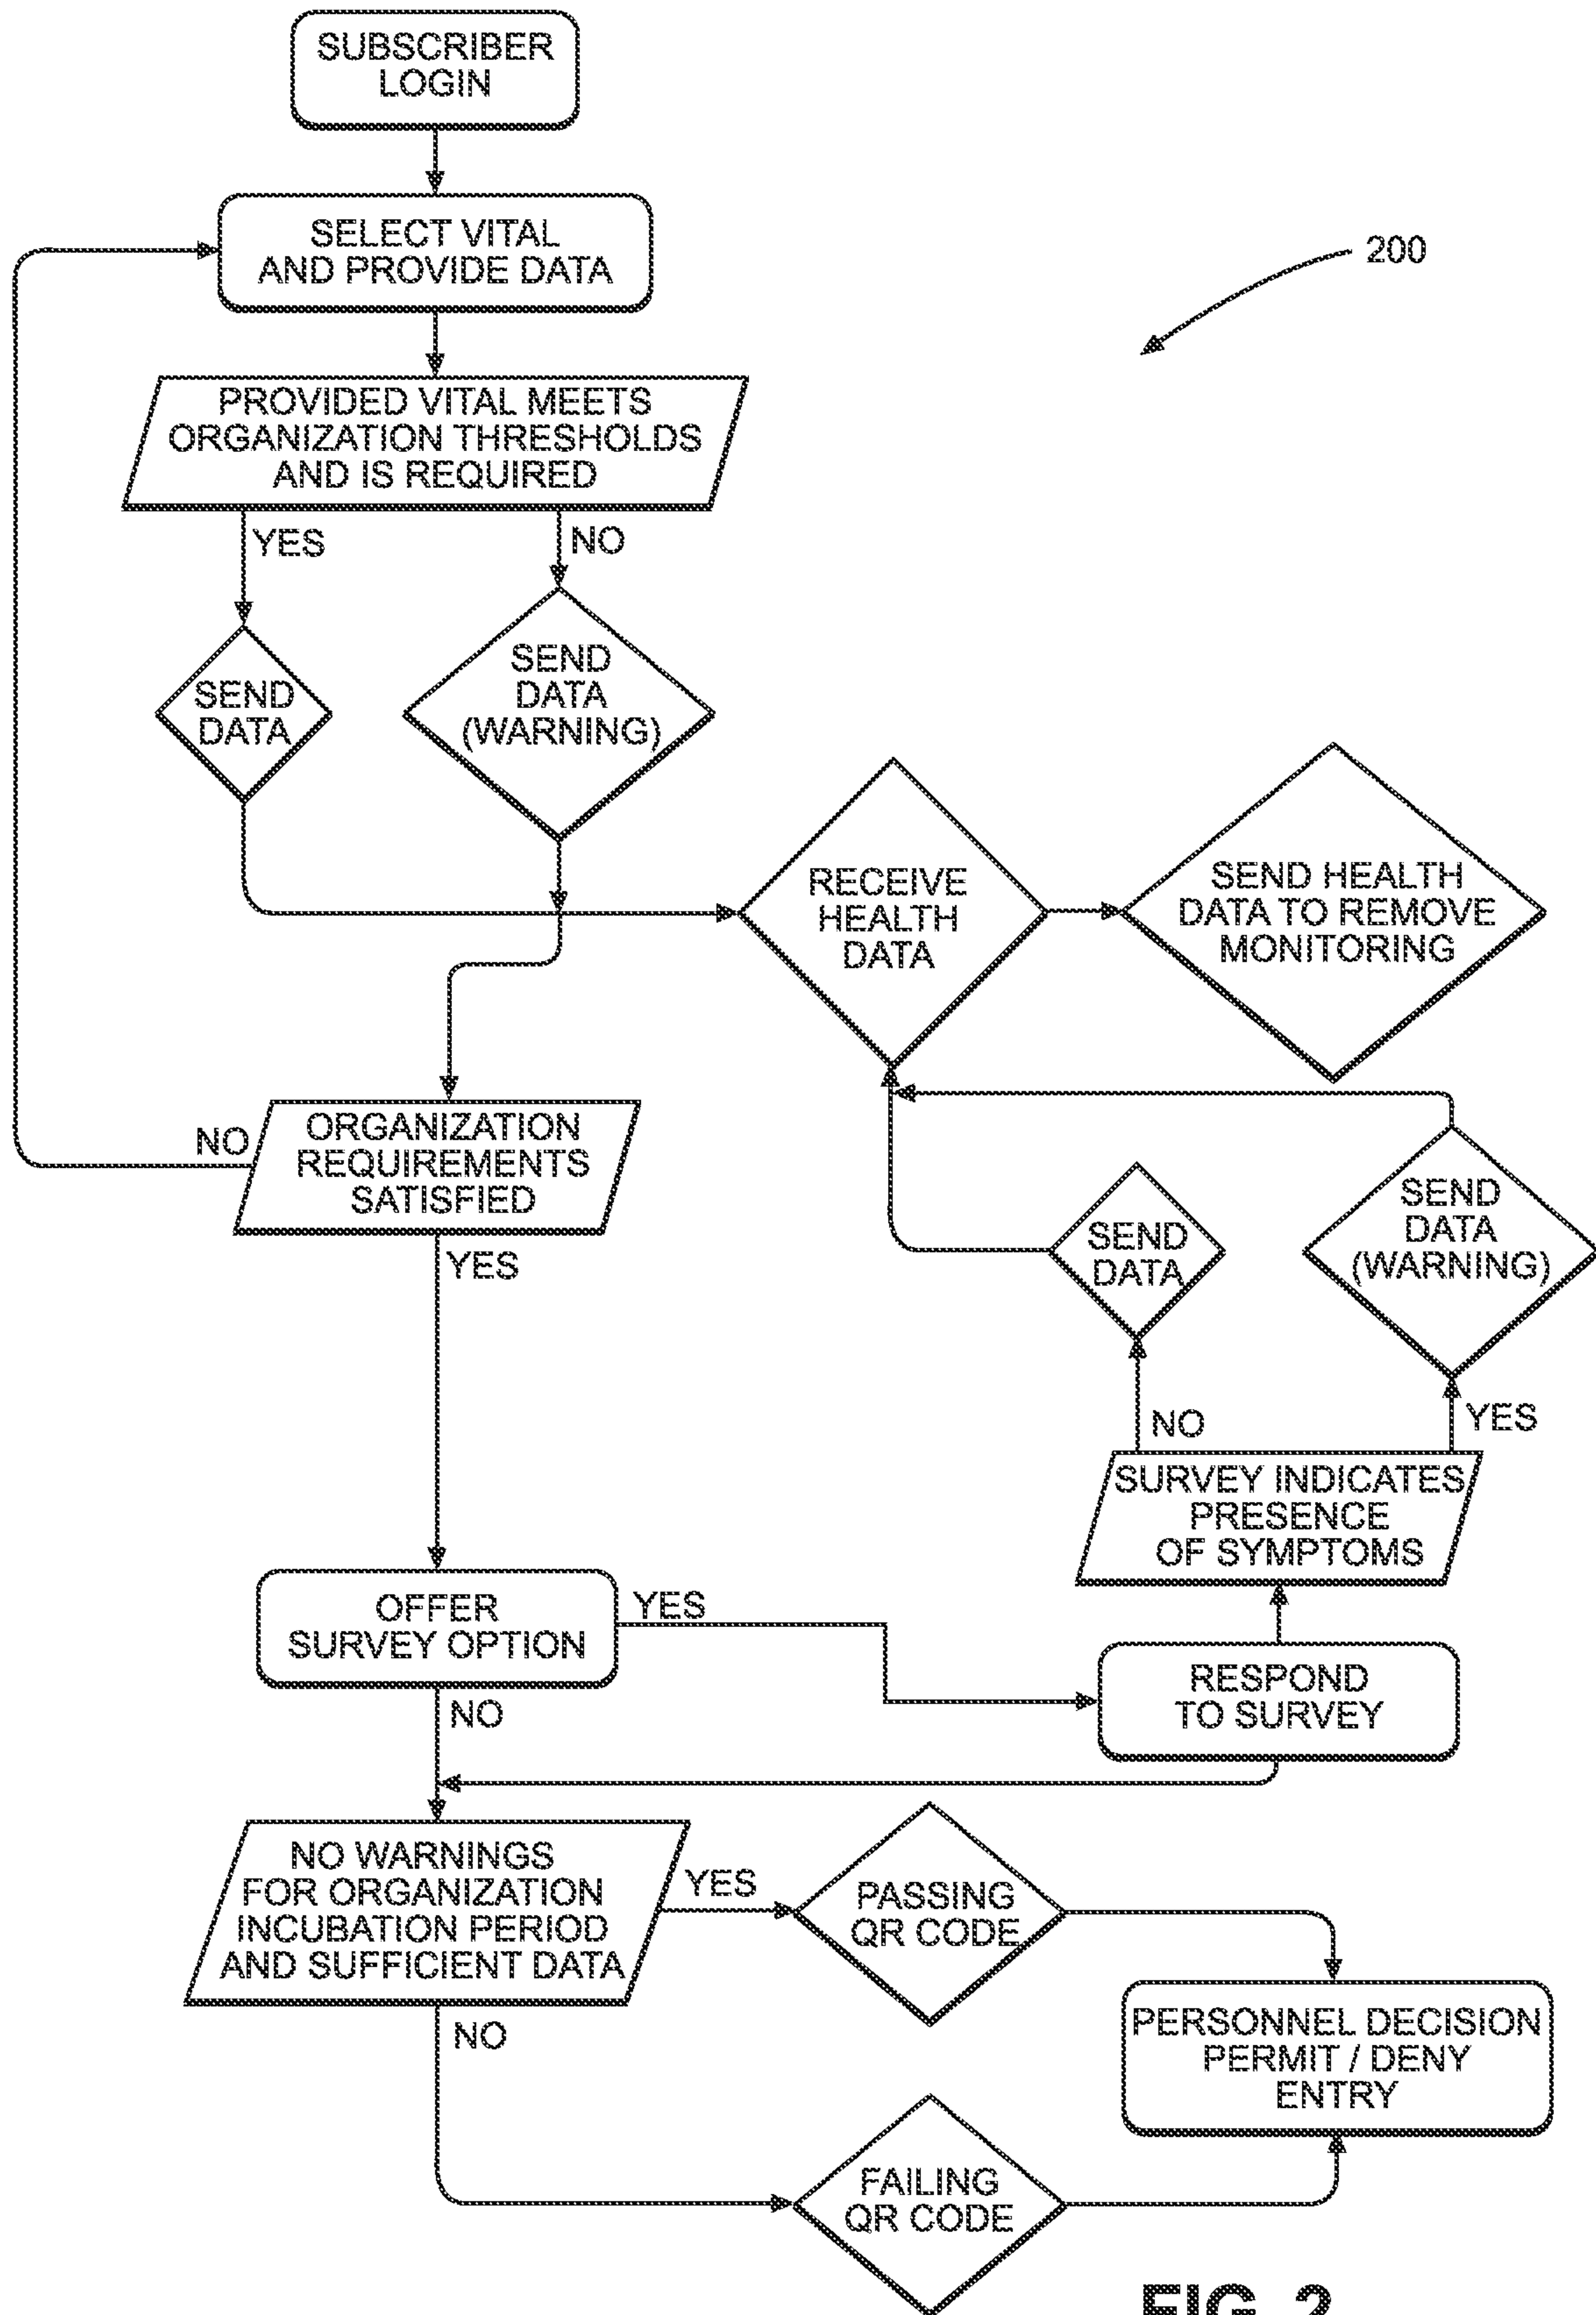 SUBSCRIBER
LOGIN
SELECT VITAL
AND PROVIDE DATA
200
PROVIDED VITAL MEETS
ORGANIZATION THRESHOLDS
AND IS REQUIRED
YES
NO
SEND
DATA
SEND
DATA
(WARNING)
RECEIVE
HEALTH
DATA
SEND HEALTH
DATA TO REMOVE
MONITORING
NO
ORGANIZATION
REQUIREMENTS
SATISFIED
YES
SEND
DATA
SEND
DATA
(WARNING)
NO
YES
SURVEY INDICATES
PRESENCE
OF SYMPTOMS
OFFER
SURVEY OPTION
YES
NO
RESPOND
TO SURVEY
NO WARNINGS
FOR ORGANIZATION
INCUBATION PERIOD
AND SUFFICIENT DATA
YES
NO
PASSING
QR CODE
PERSONNEL DECISION
PERMIT / DENY
ENTRY
FAILING
QR CODE
FIG. 2